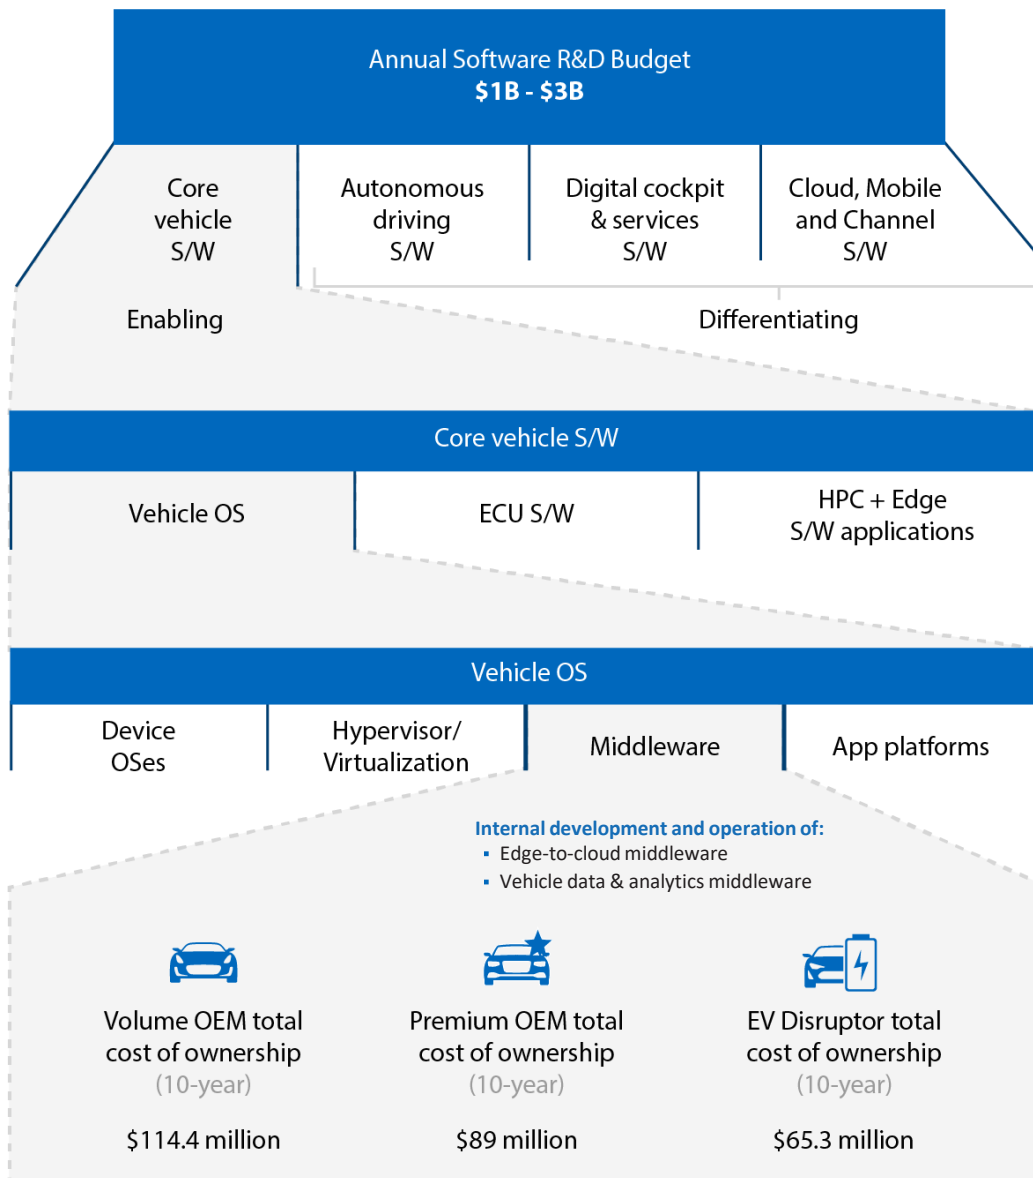 Annual Software R&D Budget
$1B - $3B
Core
vehicle
S/W
Autonomous
driving
S/W
Digital cockpit
& services
S/W
Cloud, Mobile
and Channel
S/W
Enabling
Differentiating
Core vehicle S/W
Vehicle OS
ECU S/W
HPC + Edge
S/W applications
Vehicle OS
Device
OSes
Hypervisor/
Virtualization
Middleware
App platforms
Internal development and operation of:
▪ Edge-to-cloud middleware
▪ Vehicle data & analytics middleware
Volume OEM total
cost of ownership
(10-year)
$114.4 million
Premium OEM total
cost of ownership
(10-year)
$89 million
EV Disruptor total
cost of ownership
(10-year)
$65.3 million